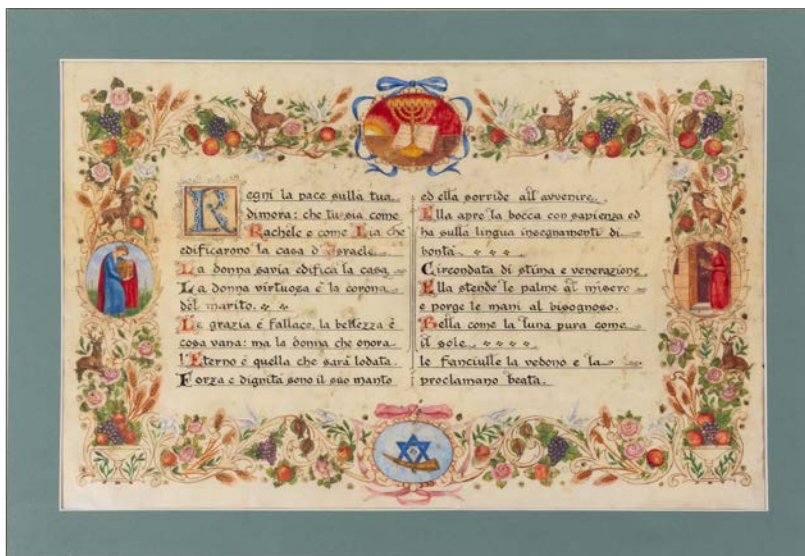 Regni la pace sulla tua
dimora: che tu sia come
Rachele e come Lia che
edificarono la casa d'Israele
La donna savia edifica la casa
La donna virtuosa é la corona
del marito.
La grazia é fallace, la bellezza é
cosa vana: ma la donna che onora
l'Eterno é quella che sará lodata.
Forza e dignitá sono il suo manto
ed ella sorride all'avvenire.
Ella apre la bocca con sapienza ed
ha sulla lingua insegnamenti di
bontá
Circondata di stima e venerazione
Ella stende le palme al misero
e porge le mani al bisognoso.
Bella come la luna pura come
il sole
le fanciulle la vedono e la
proclamano beata.